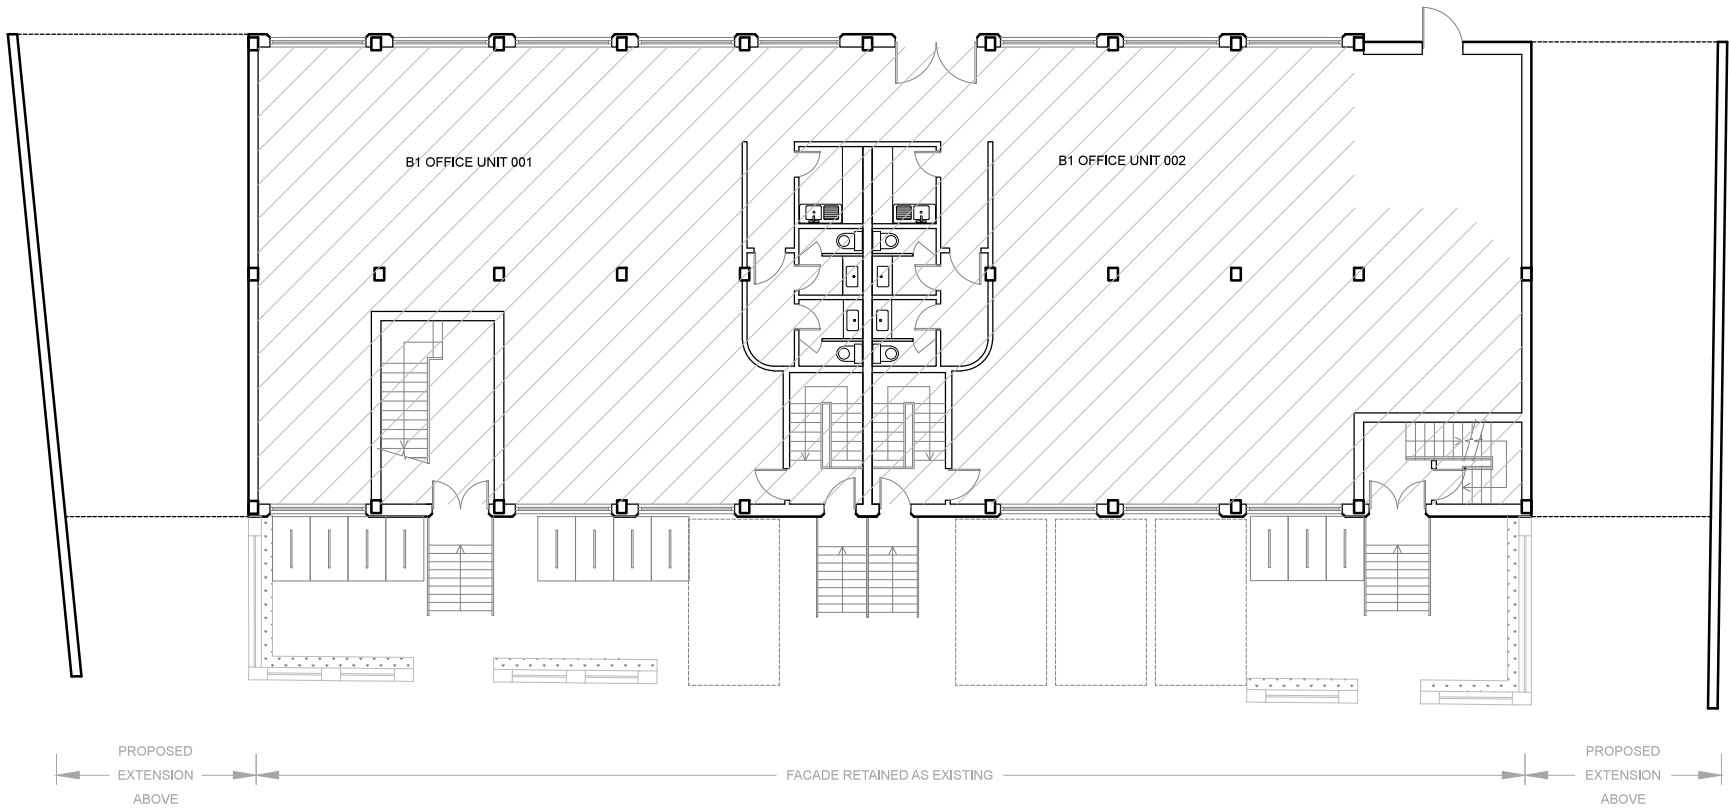 B1 OFFICE UNIT 001
B1 OFFICE UNIT 002
PROPOSED
EXTENSION
ABOVE
FACADE RETAINED AS EXISTING
PROPOSED
EXTENSION
ABOVE